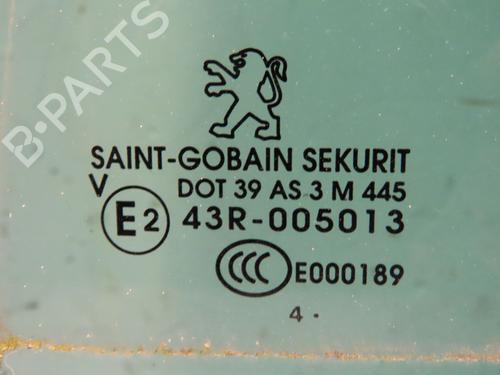 B-PARTS
SAINT-GOBAIN SEKURIT
V DOT 39 AS 3 M 445
E2 43R-005013
CCC E000189
4 .